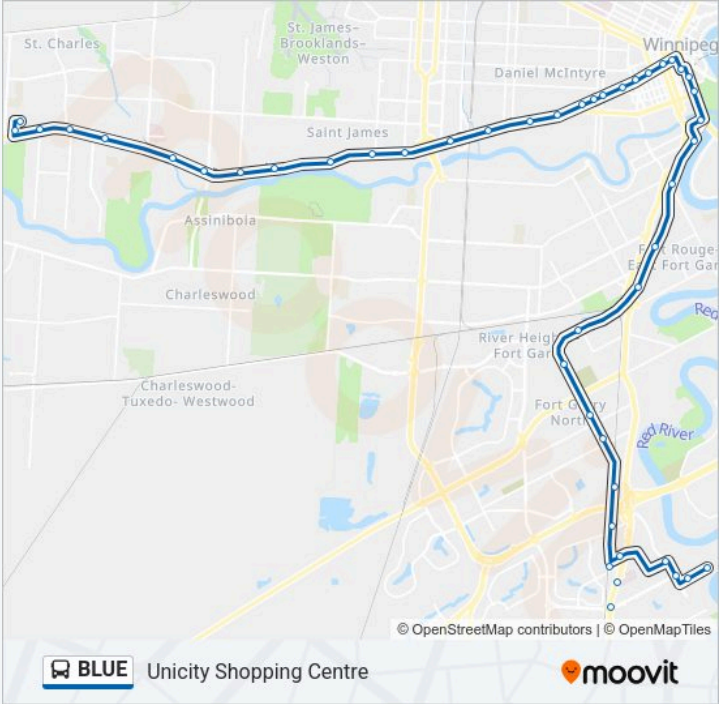 St. Charles
St. James–
Brooklands–
Weston
Winnipeg
Daniel McIntyre
Saint James
Assiniboia
Charleswood
River Heigh
Fort Gar
Charleswood-
Tuxedo- Westwood
Fort Rouge-
East Fort Gar
Red
Fort Garry
North
Red River
© OpenStreetMap contributors | © OpenMapTiles
BLUE
Unicity Shopping Centre
moovit